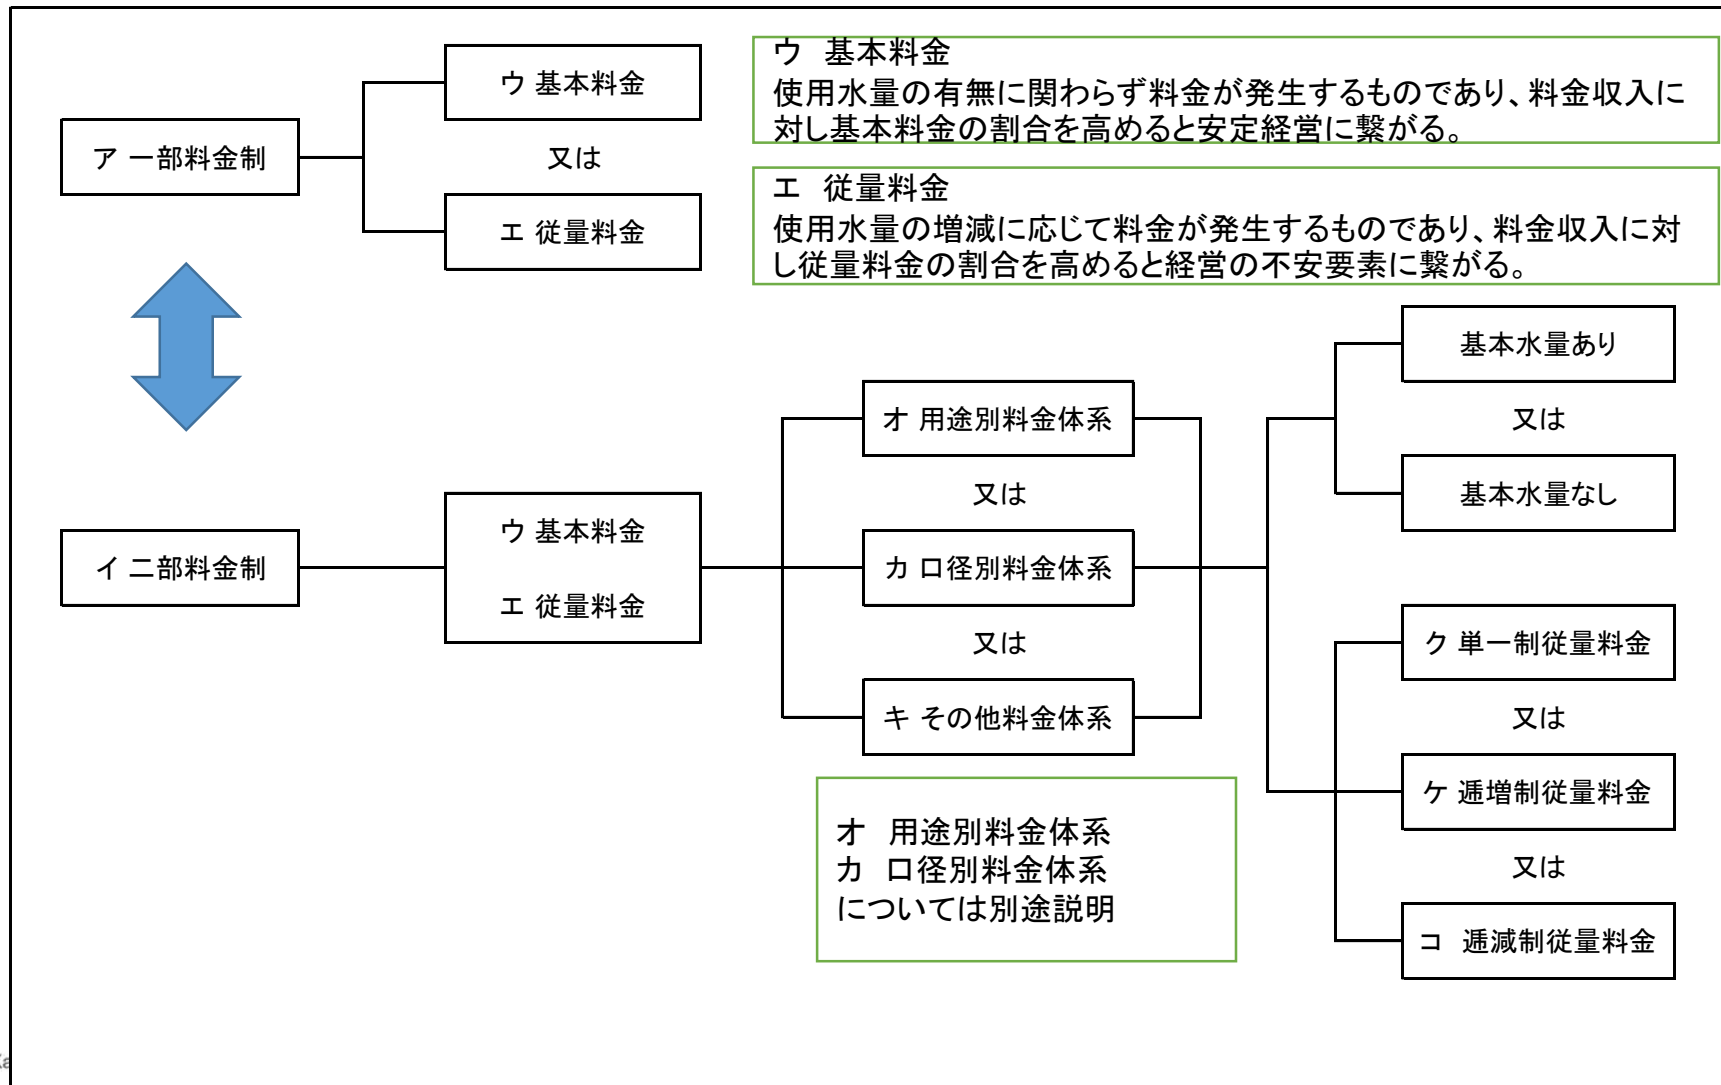 ウ 基本料金
ア 一部料金制
又は
エ 従量料金
ウ 基本料金
使用水量の有無に関わらず料金が発生するものであり、料金収入に
対し基本料金の割合を高めると安定経営に繋がる。
エ 従量料金
使用水量の増減に応じて料金が発生するものであり、料金収入に対
し従量料金の割合を高めると経営の不安要素に繋がる。
イ 二部料金制
ウ 基本料金
エ 従量料金
オ 用途別料金体系
又は
カ 口径別料金体系
又は
キ その他料金体系
基本水量あり
又は
基本水量なし
ク 単一制従量料金
又は
ケ 逓増制従量料金
又は
コ 逓減制従量料金
オ 用途別料金体系
カ 口径別料金体系
については別途説明